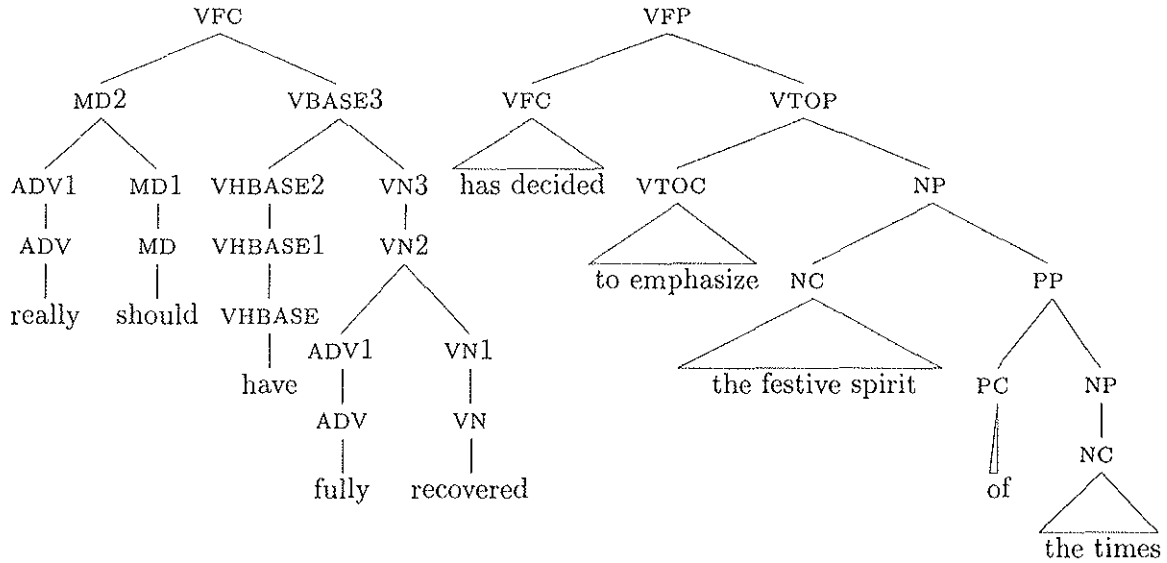 VFC VFP
MD2 VBASE3 VFC VTOP
ADV1 MD1 VHBASE2 VN3 has decided VTOC NP
ADV MD VHBASE1 VN2 to emphasize NC PP
really should VHBASE ADV1 VN1
have the festive spirit PC NP
ADV VN NC
fully recovered of
the times